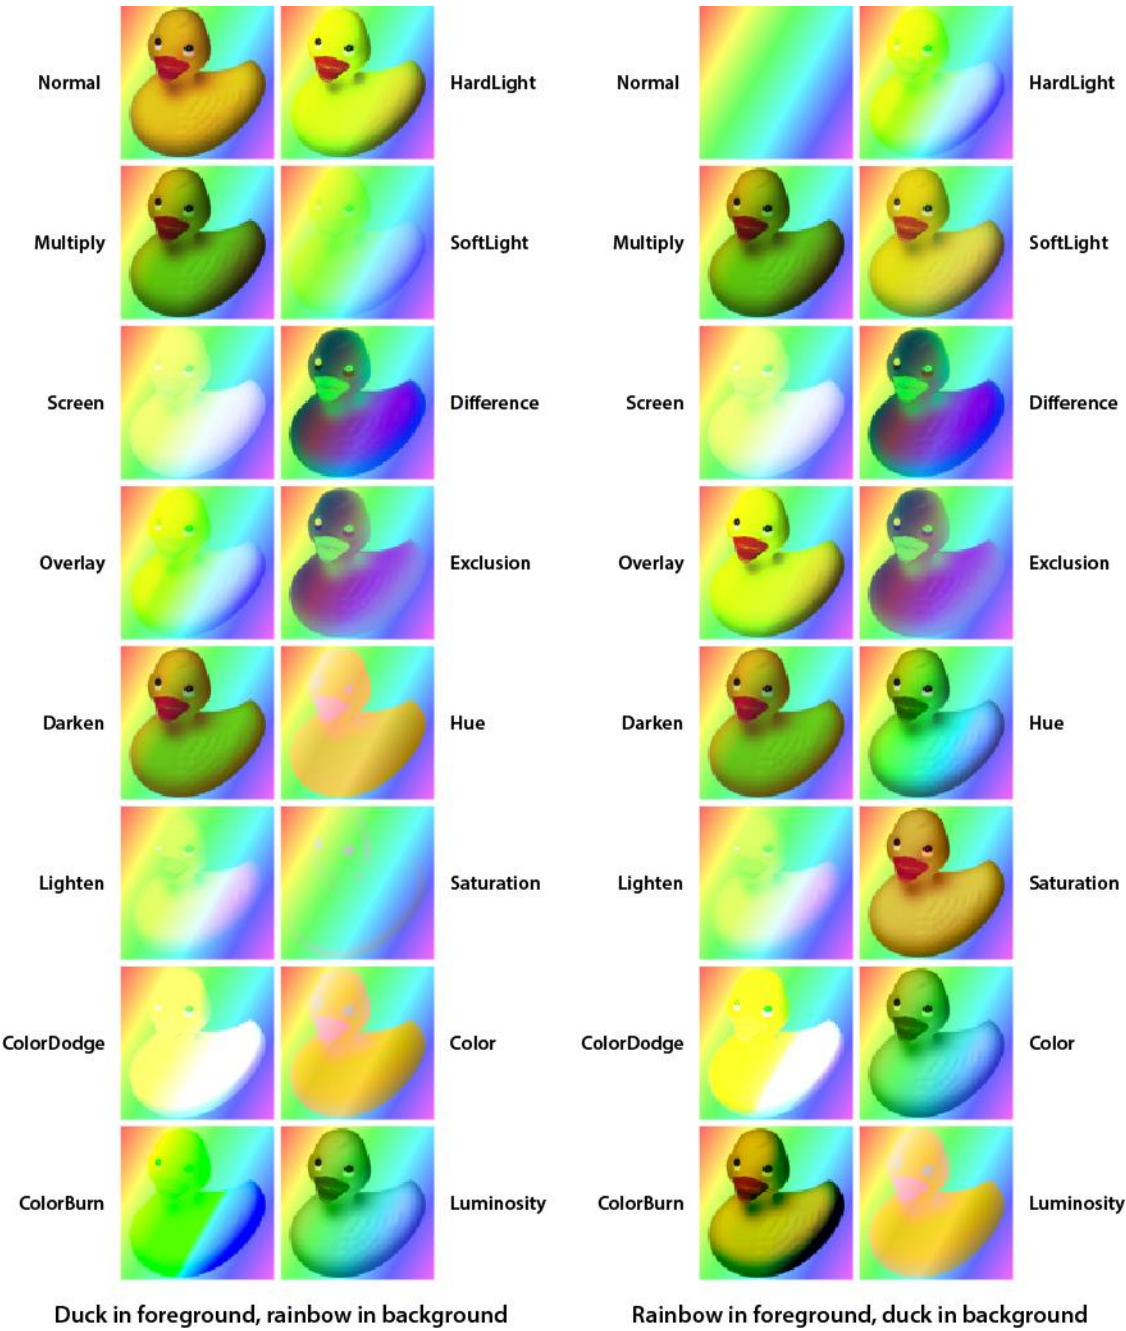 Normal HardLight Normal HardLight
Multiply SoftLight Multiply SoftLight
Screen Difference Screen Difference
Overlay Exclusion Overlay Exclusion
Darken Hue Darken Hue
Lighten Saturation Lighten Saturation
ColorDodge Color ColorDodge Color
ColorBurn Luminosity ColorBurn Luminosity
Duck in foreground, rainbow in background Rainbow in foreground, duck in background